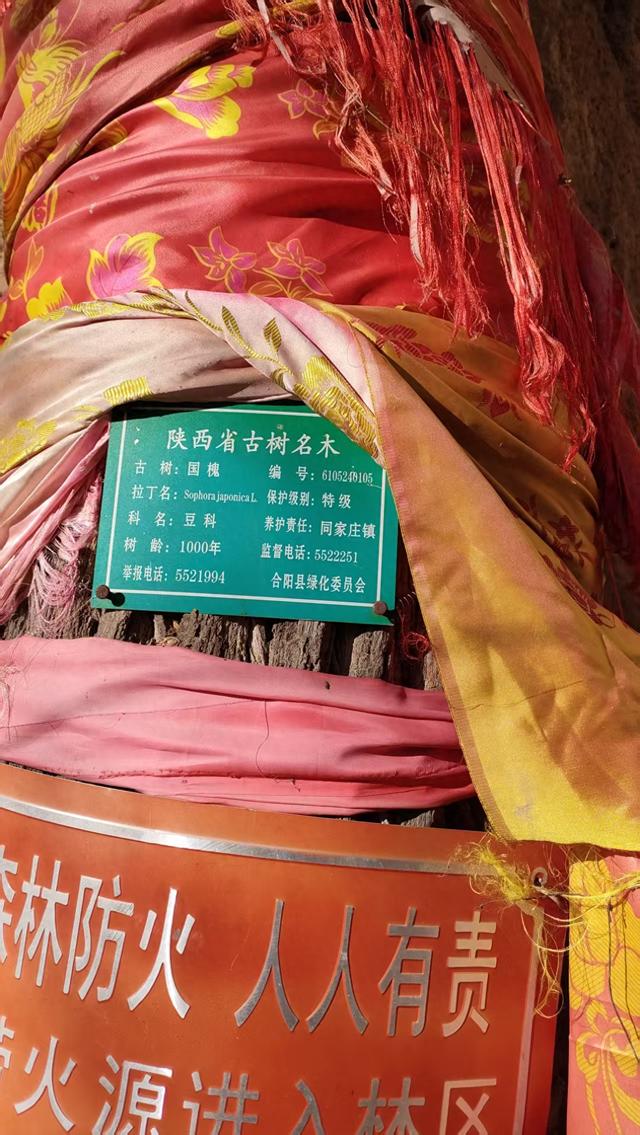 陕西省古树名木
古 树：国 槐 编 号：6105240105
拉丁名：Sophora japonica L. 保护级别：特 级
科 名：豆 科 养护责任：同家庄镇
树 龄：1000年 监督电话：5522251
举报电话：5521994 合阳县绿化委员会
森林防火 人人有责
火源进入林区